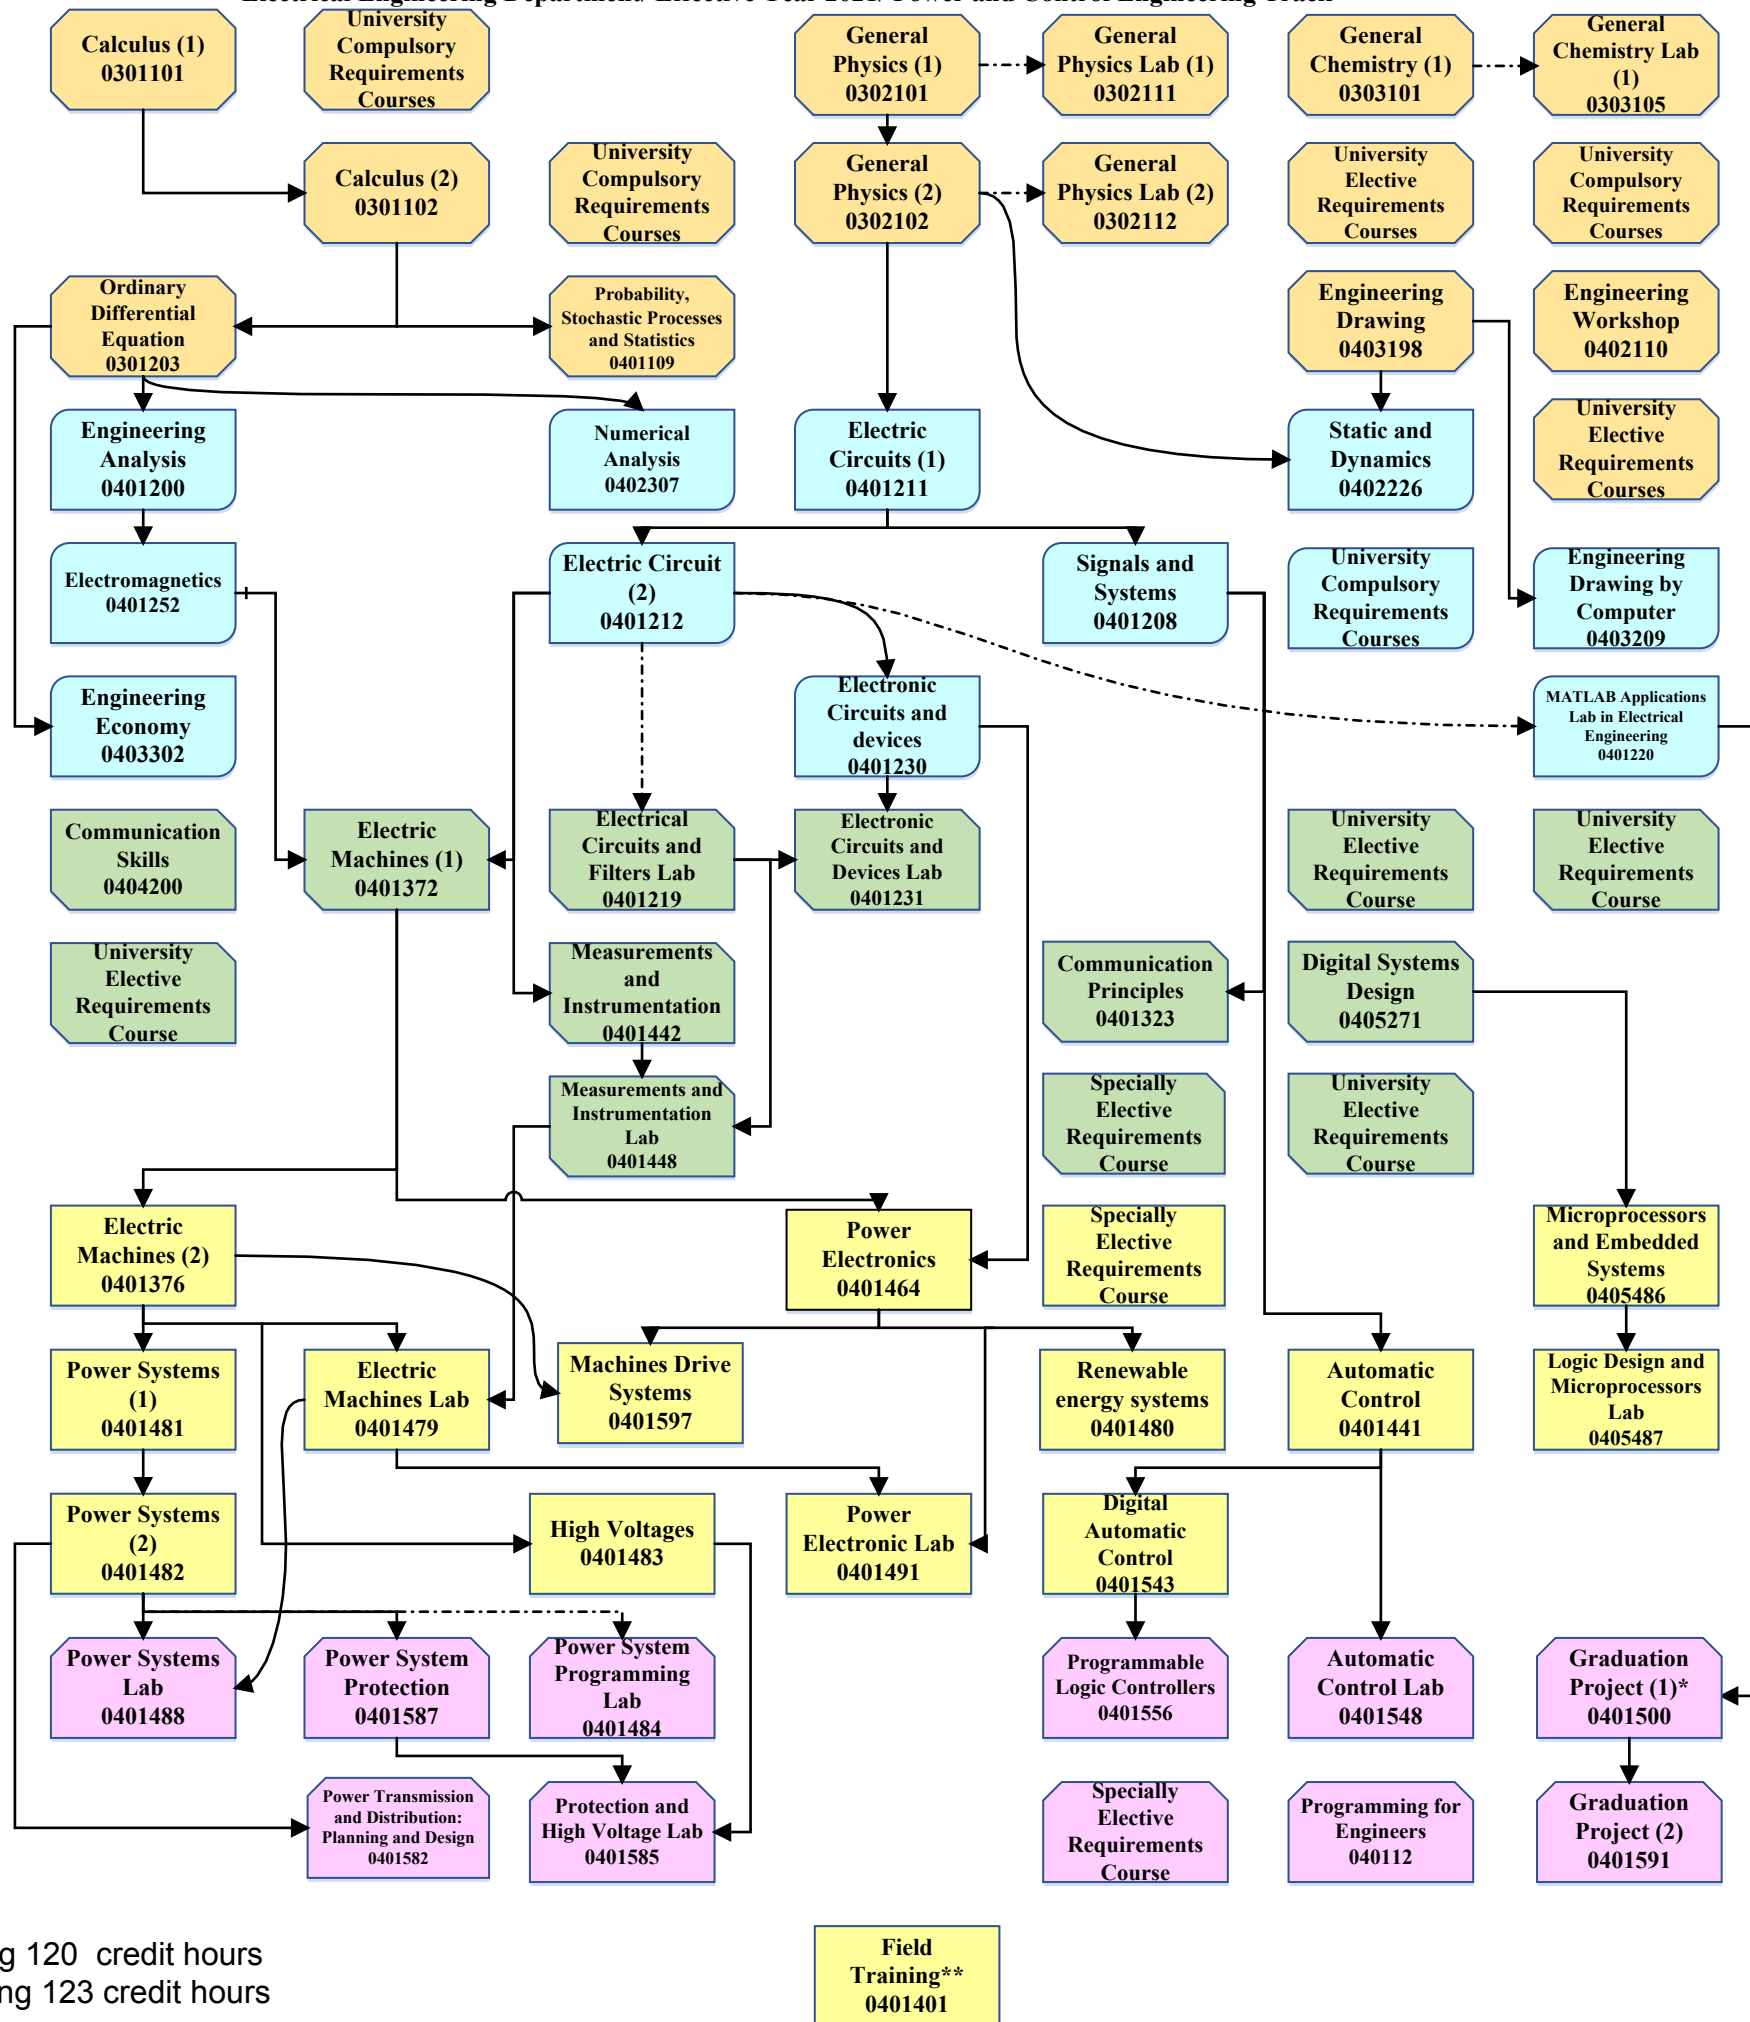 Electrical Engineering Department/ Effective Year 2021/ Power and Control Engineering Track
Calculus (1)
0301101
University
Compulsory
Requirements
Courses
General
Physics (1)
0302101
General
Physics Lab (1)
0302111
General
Chemistry (1)
0303101
General
Chemistry Lab
(1)
0303105
Calculus (2)
0301102
University
Compulsory
Requirements
Courses
General
Physics (2)
0302102
General
Physics Lab (2)
0302112
University
Elective
Requirements
Courses
University
Compulsory
Requirements
Courses
Ordinary
Differential
Equation
0301203
Probability,
Stochastic Processes
and Statistics
0401109
Engineering
Drawing
0403198
Engineering
Workshop
0402110
Engineering
Analysis
0401200
Numerical
Analysis
0402307
Electric
Circuits (1)
0401211
Static and
Dynamics
0402226
University
Elective
Requirements
Courses
Electromagnetics
0401252
Electric Circuit
(2)
0401212
Signals and
Systems
0401208
University
Compulsory
Requirements
Courses
Engineering
Drawing by
Computer
0403209
Engineering
Economy
0403302
Electronic
Circuits and
devices
0401230
MATLAB Applications
Lab in Electrical
Engineering
0401220
Communication
Skills
0404200
Electric
Machines (1)
0401372
Electrical
Circuits and
Filters Lab
0401219
Electronic
Circuits and
Devices Lab
0401231
University
Elective
Requirements
Course
University
Elective
Requirements
Course
University
Elective
Requirements
Course
Measurements
and
Instrumentation
0401442
Communication
Principles
0401323
Digital Systems
Design
0405271
Measurements and
Instrumentation
Lab
0401448
Specially
Elective
Requirements
Course
University
Elective
Requirements
Course
Electric
Machines (2)
0401376
Power
Electronics
0401464
Specially
Elective
Requirements
Course
Microprocessors
and Embedded
Systems
0405486
Power Systems
(1)
0401481
Electric
Machines Lab
0401479
Machines Drive
Systems
0401597
Renewable
energy systems
0401480
Automatic
Control
0401441
Logic Design and
Microprocessors
Lab
0405487
Power Systems
(2)
0401482
High Voltages
0401483
Power
Electronic Lab
0401491
Digital
Automatic
Control
0401543
Power Systems
Lab
0401488
Power System
Protection
0401587
Power System
Programming
Lab
0401484
Programmable
Logic Controllers
0401556
Automatic
Control Lab
0401548
Graduation
Project (1)*
0401500
Power Transmission
and Distribution:
Planning and Design
0401582
Protection and
High Voltage Lab
0401585
Specially
Elective
Requirements
Course
Programming for
Engineers
040112
Graduation
Project (2)
0401591
g 120 credit hours
ng 123 credit hours
Field
Training**
0401401